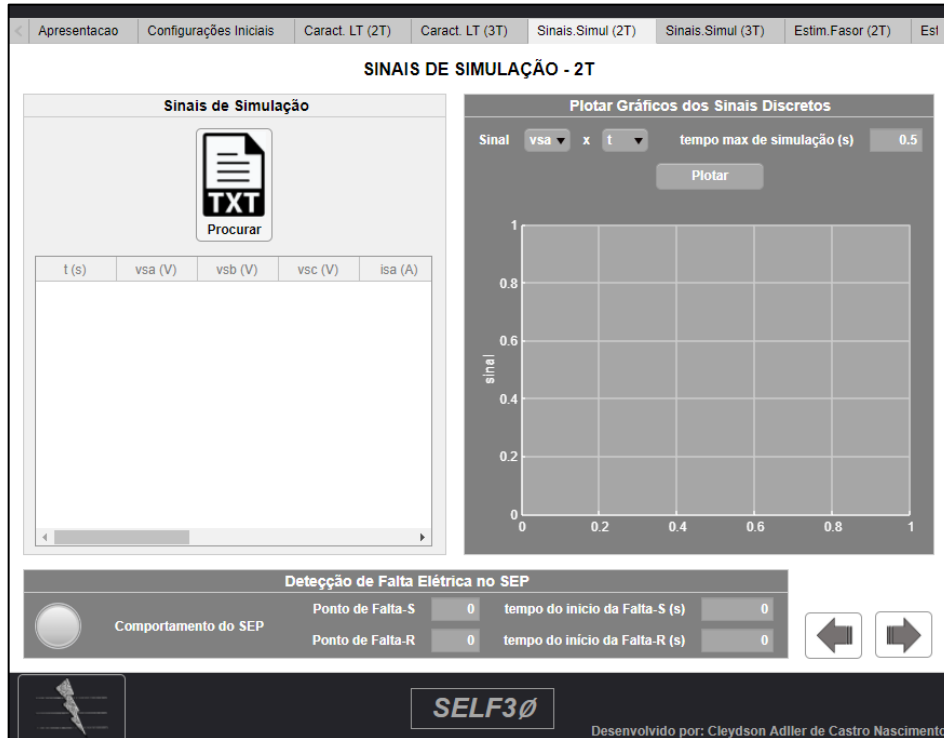 Apresentacao Configurações Iniciais Caract. LT (2T) Caract. LT (3T) Sinais.Simul (2T) Sinais.Simul (3T) Estim.Fasor (2T) Est
SINAIS DE SIMULAÇÃO - 2T
Sinais de Simulação
TXT
Procurar
t (s) vsa (V) vsb (V) vsc (V) isa (A)
Plotar Gráficos dos Sinais Discretos
Sinal vsa x t tempo max de simulação (s) 0.5
Plotar
1
0.8
0.6
0.4
0.2
0
sinal
0 0.2 0.4 0.6 0.8 1
Deteçção de Falta Elétrica no SEP
Comportamento do SEP
Ponto de Falta-S 0 tempo do inicio da Falta-S (s) 0
Ponto de Falta-R 0 tempo do início da Falta-R (s) 0
SELF3Ø
Desenvolvido por: Cleydson Adller de Castro Nascimento